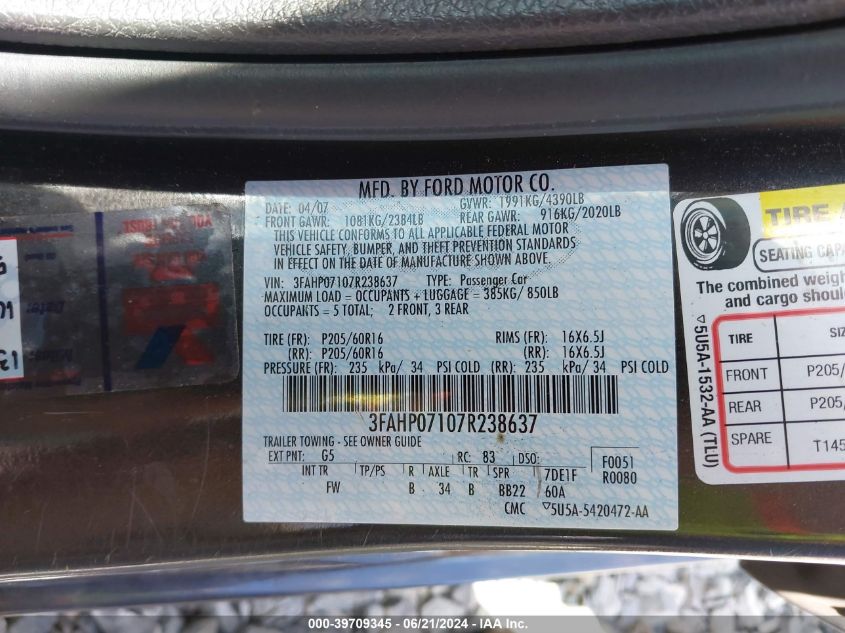 MFD. BY FORD MOTOR CO.
DATE: 04/07 GVWR: 1991KG/4390LB
FRONT GAWR: 1081KG/2384LB REAR GAWR: 916KG/2020LB
THIS VEHICLE CONFORMS TO ALL APPLICABLE FEDERAL MOTOR
VEHICLE SAFETY, BUMPER, AND THEFT PREVENTION STANDARDS
IN EFFECT ON THE DATE OF MANUFACTURE SHOWN ABOVE.
VIN: 3FAHP07107R238637 TYPE: Passenger Car
MAXIMUM LOAD = OCCUPANTS + LUGGAGE = 385KG/ 850LB
OCCUPANTS = 5 TOTAL; 2 FRONT, 3 REAR
TIRE (FR): P205/60R16 RIMS (FR): 16X6.5J
(RR): P205/60R16 (RR): 16X6.5J
PRESSURE (FR): 235 kPa/ 34 PSI COLD (RR): 235 kPa/ 34 PSI COLD
3FAHP07107R238637
TRAILER TOWING - SEE OWNER GUIDE
EXT PNT: G5 RC: 83 DSO: F0051
INT TR TP/PS R AXLE TR SPR 7DE1F R0080
FW B 34 B BB22 60A
CMC ▽5U5A-5420472-AA
TIRE
SEATING
The combined
and cargo
TIRE
FRONT P205/
REAR P205/
SPARE T145
▽5U5A-1532-AA (TLU)
000-39709345 - 06/21/2024 - IAA Inc.